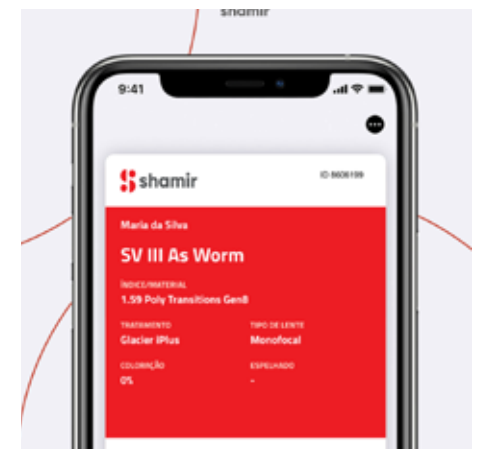 shamir
9:41
shamir
ID 8606199
Maria da Silva
SV III As Worm
ÍNDICE/MATERIAL
1.59 Poly Transitions Gen8
TRATAMENTO TIPO DE LENTE
Glacier iPlus Monofocal
COLORAÇÃO ESPELHADO
0% -